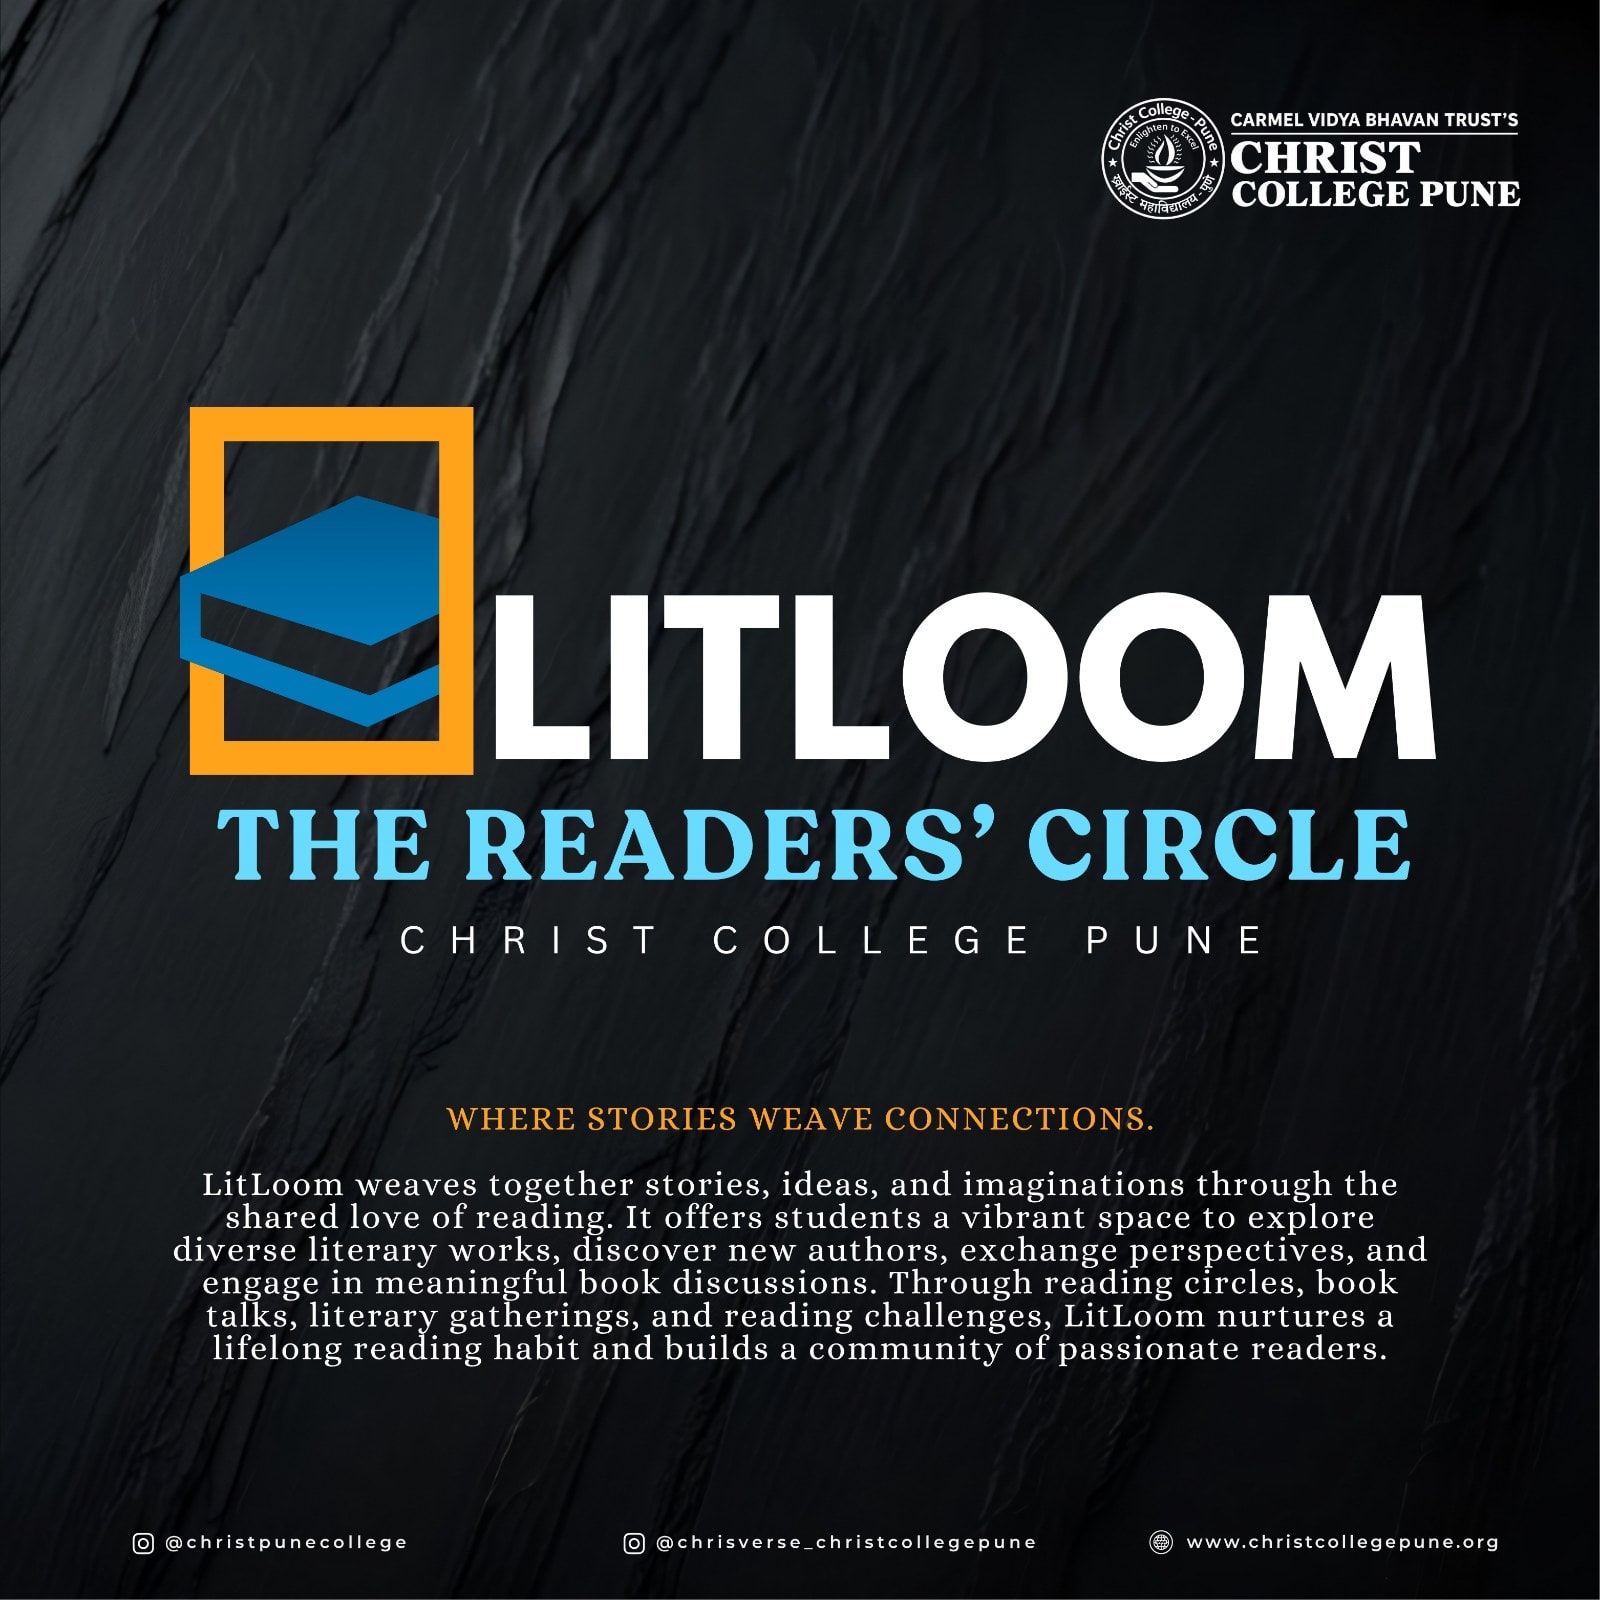 Christ College-Pune
Enlighten to Excel
ख्राईस्ट महाविद्यालय - पुणे
CARMEL VIDYA BHAVAN TRUST'S
CHRIST
COLLEGE PUNE
LITLOOM
THE READERS' CIRCLE
CHRIST COLLEGE PUNE
WHERE STORIES WEAVE CONNECTIONS.
LitLoom weaves together stories, ideas, and imaginations through the
shared love of reading. It offers students a vibrant space to explore
diverse literary works, discover new authors, exchange perspectives, and
engage in meaningful book discussions. Through reading circles, book
talks, literary gatherings, and reading challenges, LitLoom nurtures a
lifelong reading habit and builds a community of passionate readers.
@christpunecollege
@chrisverse_christcollegepune
www.christcollegepune.org